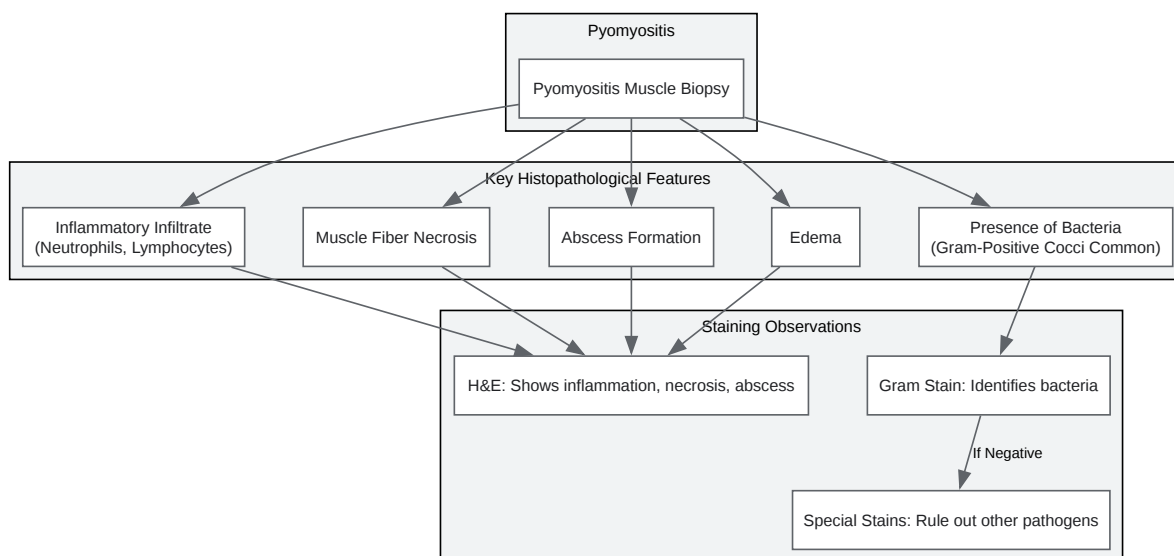 Pyomyositis
Pyomyositis Muscle Biopsy
Key Histopathological Features
Inflammatory Infiltrate
(Neutrophils, Lymphocytes)
Muscle Fiber Necrosis
Abscess Formation
Edema
Presence of Bacteria
(Gram-Positive Cocci Common)
Staining Observations
H&E: Shows inflammation, necrosis, abscess
Gram Stain: Identifies bacteria
If Negative
Special Stains: Rule out other pathogens